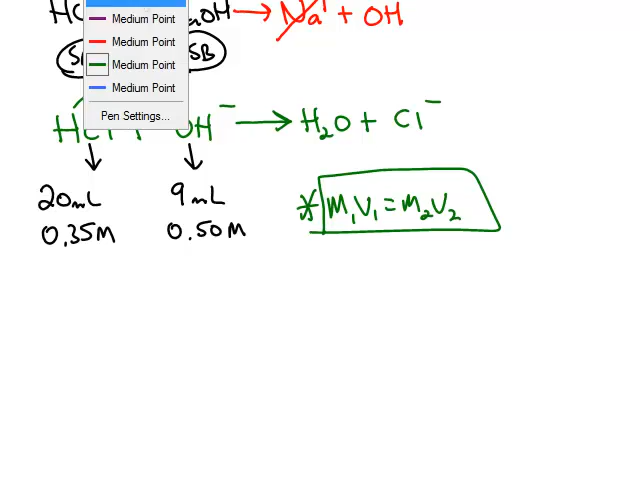 OH → Na + OH
Medium Point
Medium Point
SB
Medium Point
Medium Point
Pen Settings...
OH⁻ → H₂O + Cl⁻
20mL 9mL
0.35M 0.50M
* M₁V₁ = M₂V₂